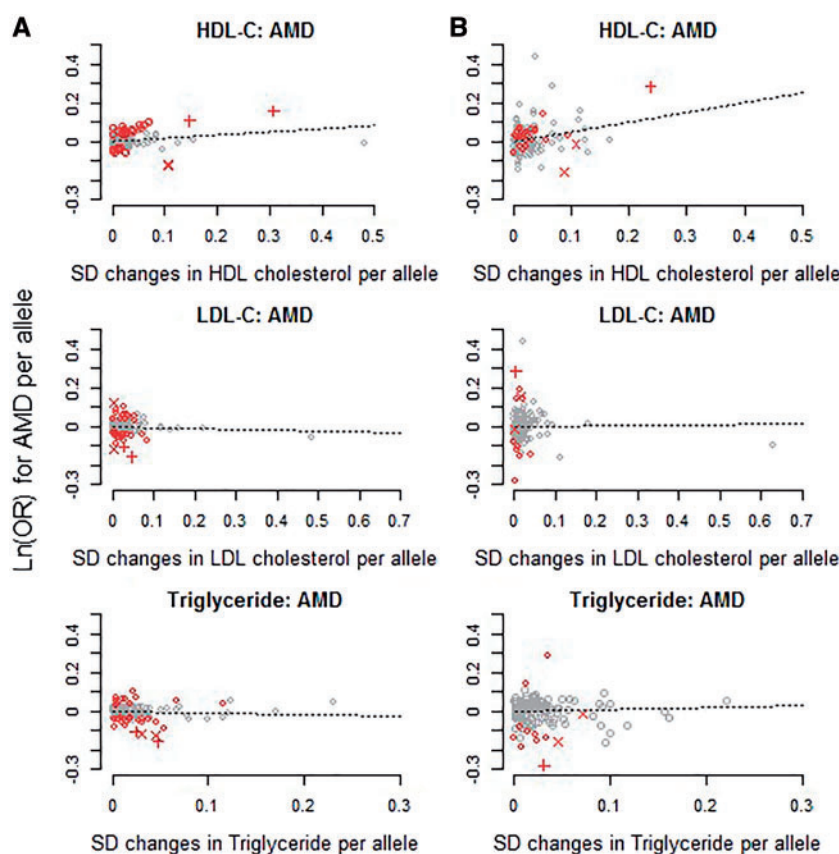 A
B
HDL-C: AMD
HDL-C: AMD
0.4
0.2
0
-0.3
0 0.1 0.2 0.3 0.4 0.5
SD changes in HDL cholesterol per allele
0.4
0.2
0
-0.3
0 0.1 0.2 0.3 0.4 0.5
SD changes in HDL cholesterol per allele
Ln(OR) for AMD per allele
LDL-C: AMD
LDL-C: AMD
0.4
0.2
0
-0.3
0 0.1 0.2 0.3 0.4 0.5 0.6 0.7
SD changes in LDL cholesterol per allele
0.4
0.2
0
-0.3
0 0.1 0.2 0.3 0.4 0.5 0.6 0.7
SD changes in LDL cholesterol per allele
Triglyceride: AMD
Triglyceride: AMD
0.4
0.2
0
-0.3
0 0.1 0.2 0.3
SD changes in Triglyceride per allele
0.4
0.2
0
-0.3
0 0.1 0.2 0.3
SD changes in Triglyceride per allele